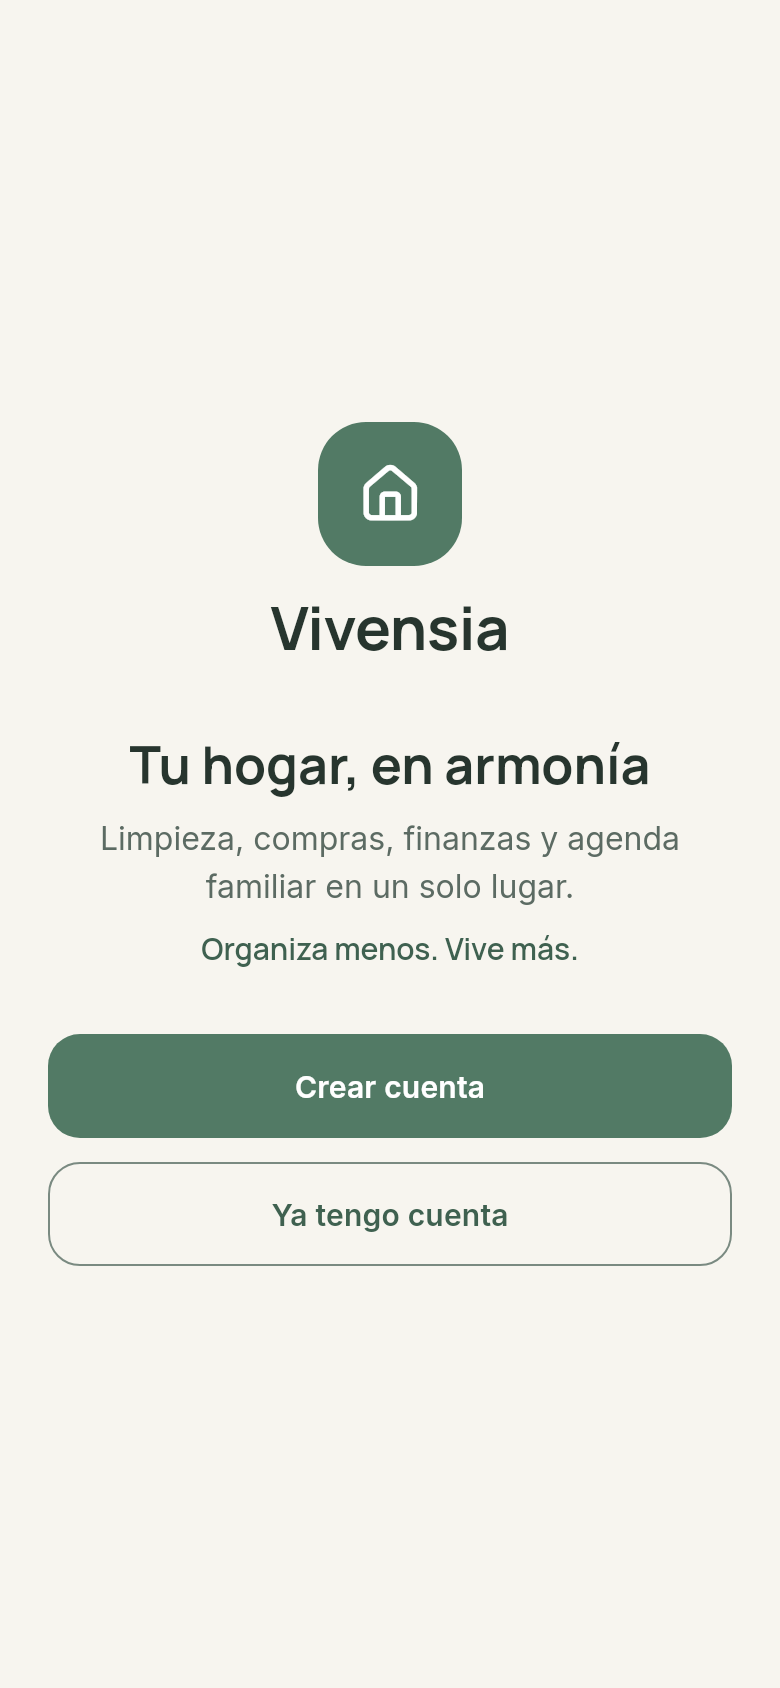 Vivensia
Tu hogar, en armonía
Limpieza, compras, finanzas y agenda
familiar en un solo lugar.
Organiza menos. Vive más.
Crear cuenta
Ya tengo cuenta